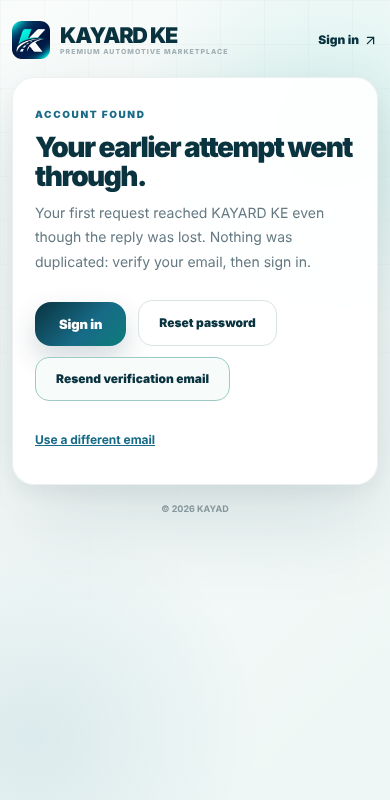 KAYARD KE
PREMIUM AUTOMOTIVE MARKETPLACE
Sign in
ACCOUNT FOUND
Your earlier attempt went
through.
Your first request reached KAYARD KE even
though the reply was lost. Nothing was
duplicated: verify your email, then sign in.
Sign in
Reset password
Resend verification email
Use a different email
© 2026 KAYAD